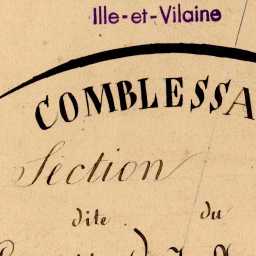 Ille-et-Vilaine
COMBLESSA
Section
dite du